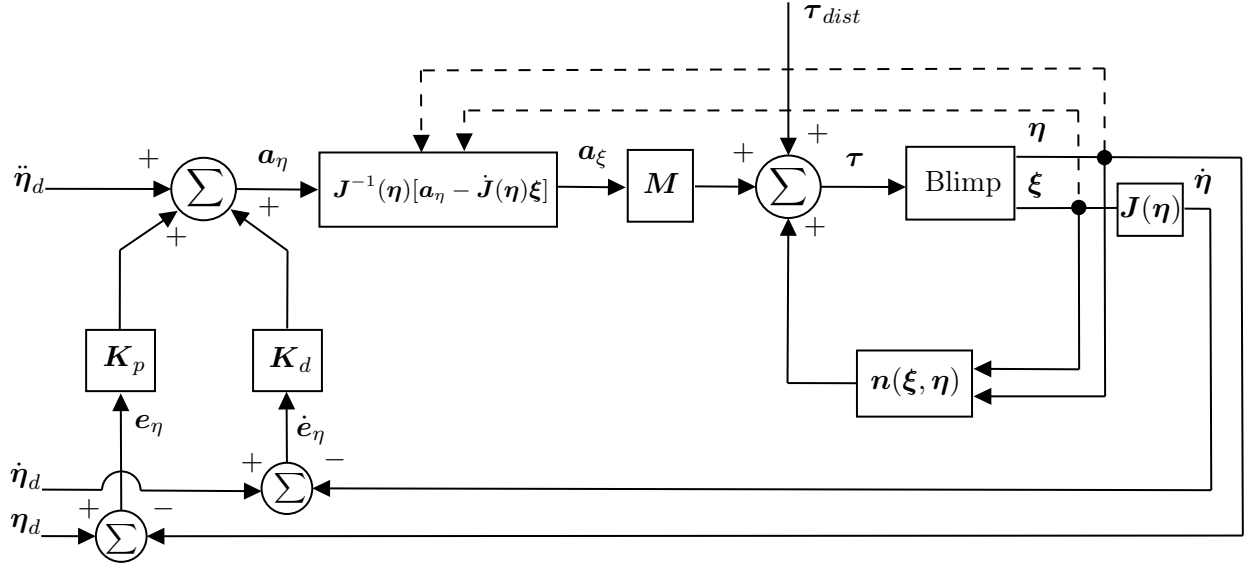 τ_dist
η
+ + + +
η̈_d
∑
a_η
J⁻¹(η)[a_η − J̇(η)ξ]
a_ξ
M
∑
τ
Blimp
ξ
J(η)
η̇
+ + +
K_p
K_d
n(ξ, η)
e_η
ė_η
η̇_d
+ −
∑
η_d
+ −
∑